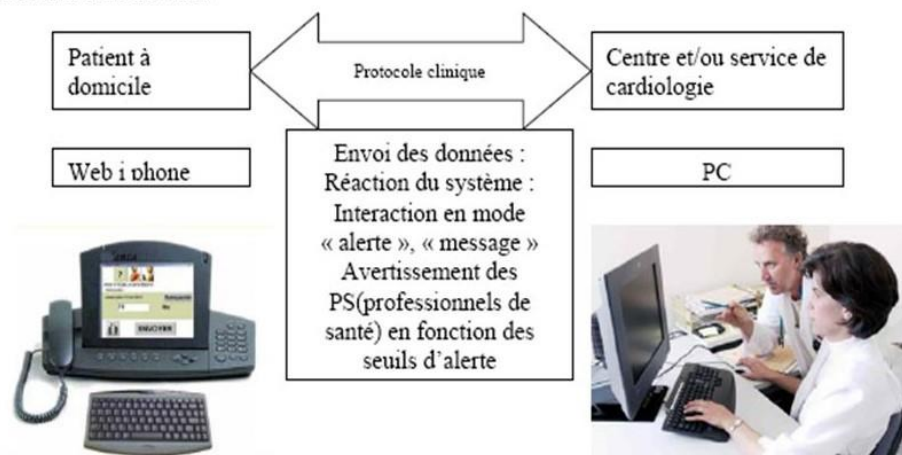 Patient à
domicile
Protocole clinique
Centre et/ou service de
cardiologie
Web i phone
Envoi des données :
Réaction du système :
Interaction en mode
« alerte », « message »
Avertissement des
PS(professionnels de
santé) en fonction des
seuils d'alerte
PC
ENVOYER